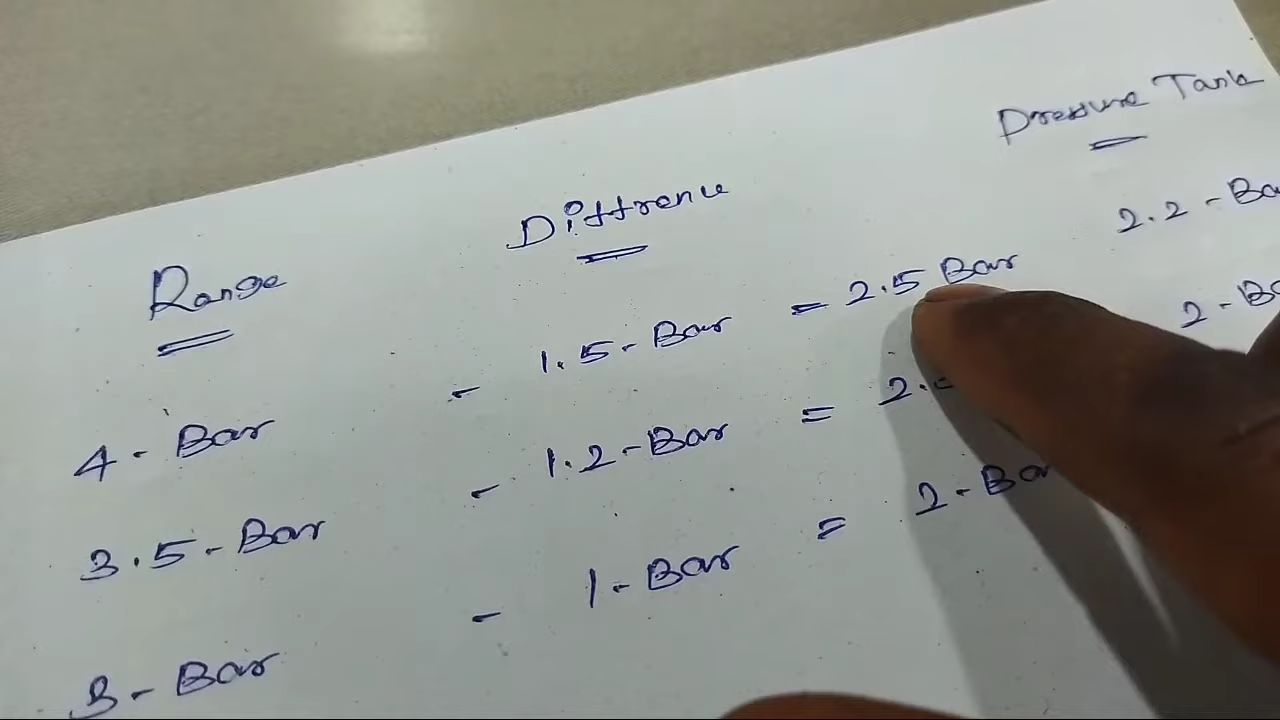 Range Diffrence Pressure Tank
4 - Bar - 1.5 - Bar = 2.5 Bar 2.2 - Ba
3.5 - Bar - 1.2 - Bar = 2. 2 - Ba
3 - Bar - 1 - Bar = 2 - Bar